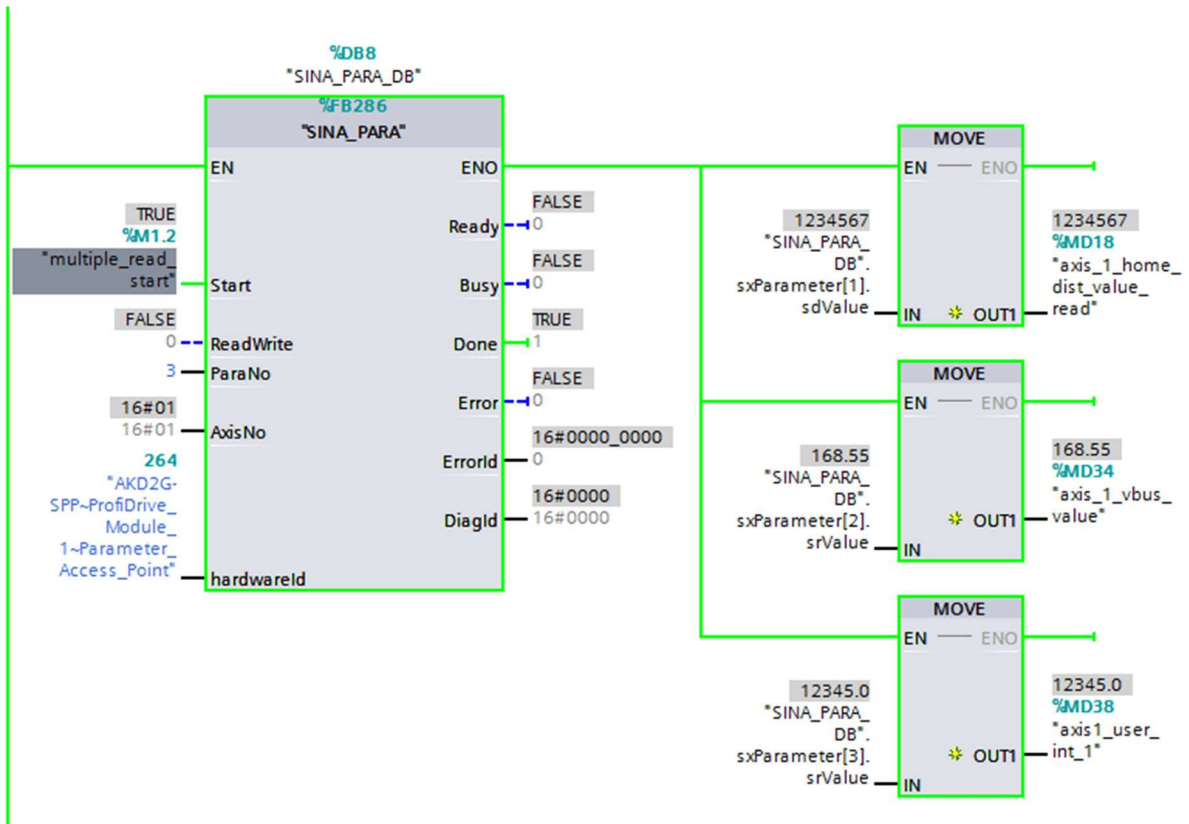 %DB8
"SINA_PARA_DB"
%FB286
"SINA_PARA"
EN
ENO
TRUE
%M1.2
"multiple_read_
start"
Start
FALSE
0
ReadWrite
3
ParaNo
16#01
16#01
AxisNo
264
"AKD2G-
SPP~ProfiDrive_
Module_
1~Parameter_
Access_Point"
hardwareId
Ready
FALSE
0
Busy
FALSE
0
Done
TRUE
1
Error
FALSE
0
ErrorId
16#0000_0000
0
DiagId
16#0000
16#0000
MOVE
EN
ENO
1234567
"SINA_PARA_
DB".
sxParameter[1].
sdValue
IN
OUT1
1234567
%MD18
"axis_1_home_
dist_value_
read"
MOVE
EN
ENO
168.55
"SINA_PARA_
DB".
sxParameter[2].
srValue
IN
OUT1
168.55
%MD34
"axis_1_vbus_
value"
MOVE
EN
ENO
12345.0
"SINA_PARA_
DB".
sxParameter[3].
srValue
IN
OUT1
12345.0
%MD38
"axis1_user_
int_1"